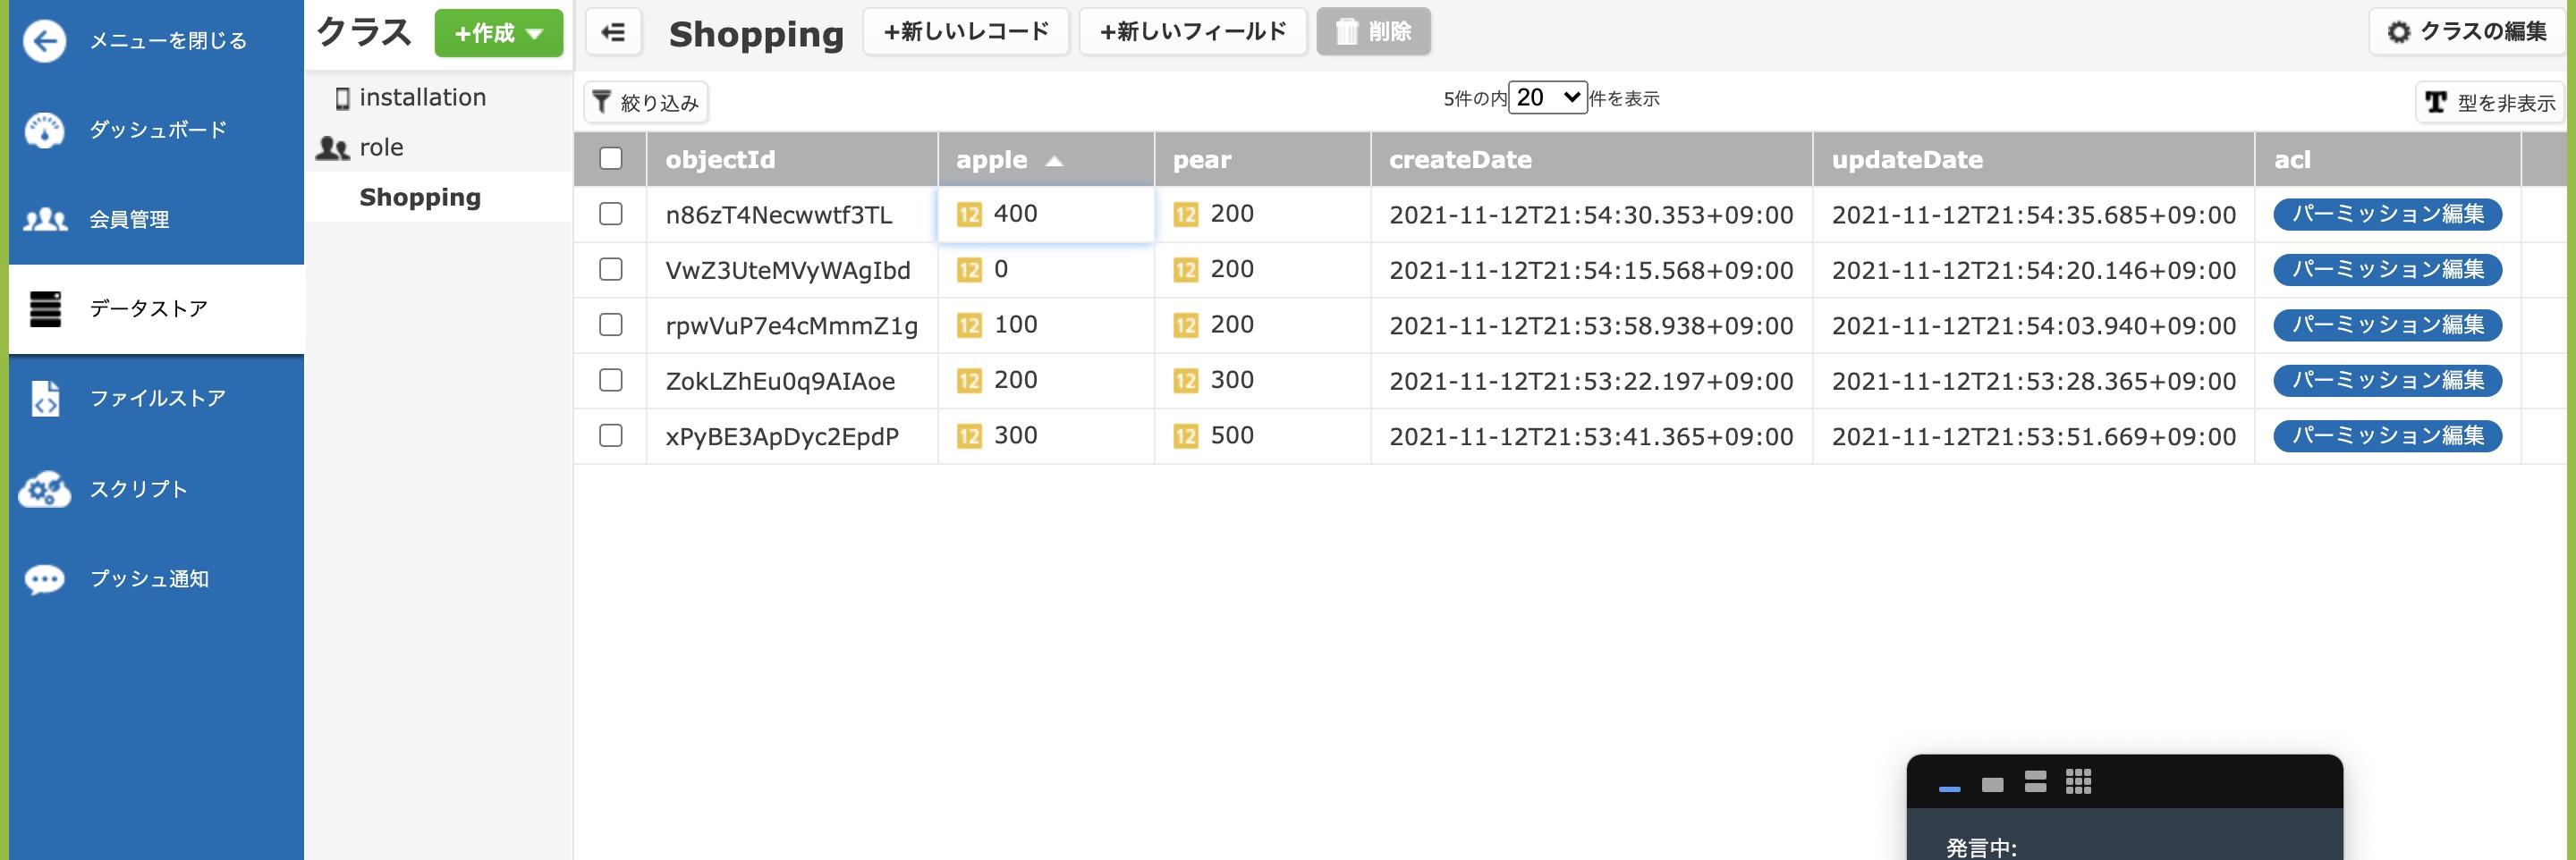 メニューを閉じる
ダッシュボード
会員管理
データストア
ファイルストア
スクリプト
プッシュ通知
クラス +作成
installation
role
Shopping
Shopping +新しいレコード +新しいフィールド 削除 クラスの編集
絞り込み 5件の内 20 件を表示 T 型を非表示
objectId apple pear createDate updateDate acl
n86zT4Necwwtf3TL 12 400 12 200 2021-11-12T21:54:30.353+09:00 2021-11-12T21:54:35.685+09:00 パーミッション編集
VwZ3UteMVyWAgIbd 12 0 12 200 2021-11-12T21:54:15.568+09:00 2021-11-12T21:54:20.146+09:00 パーミッション編集
rpwVuP7e4cMmmZ1g 12 100 12 200 2021-11-12T21:53:58.938+09:00 2021-11-12T21:54:03.940+09:00 パーミッション編集
ZokLZhEu0q9AIAoe 12 200 12 300 2021-11-12T21:53:22.197+09:00 2021-11-12T21:53:28.365+09:00 パーミッション編集
xPyBE3ApDyc2EpdP 12 300 12 500 2021-11-12T21:53:41.365+09:00 2021-11-12T21:53:51.669+09:00 パーミッション編集
発言中: